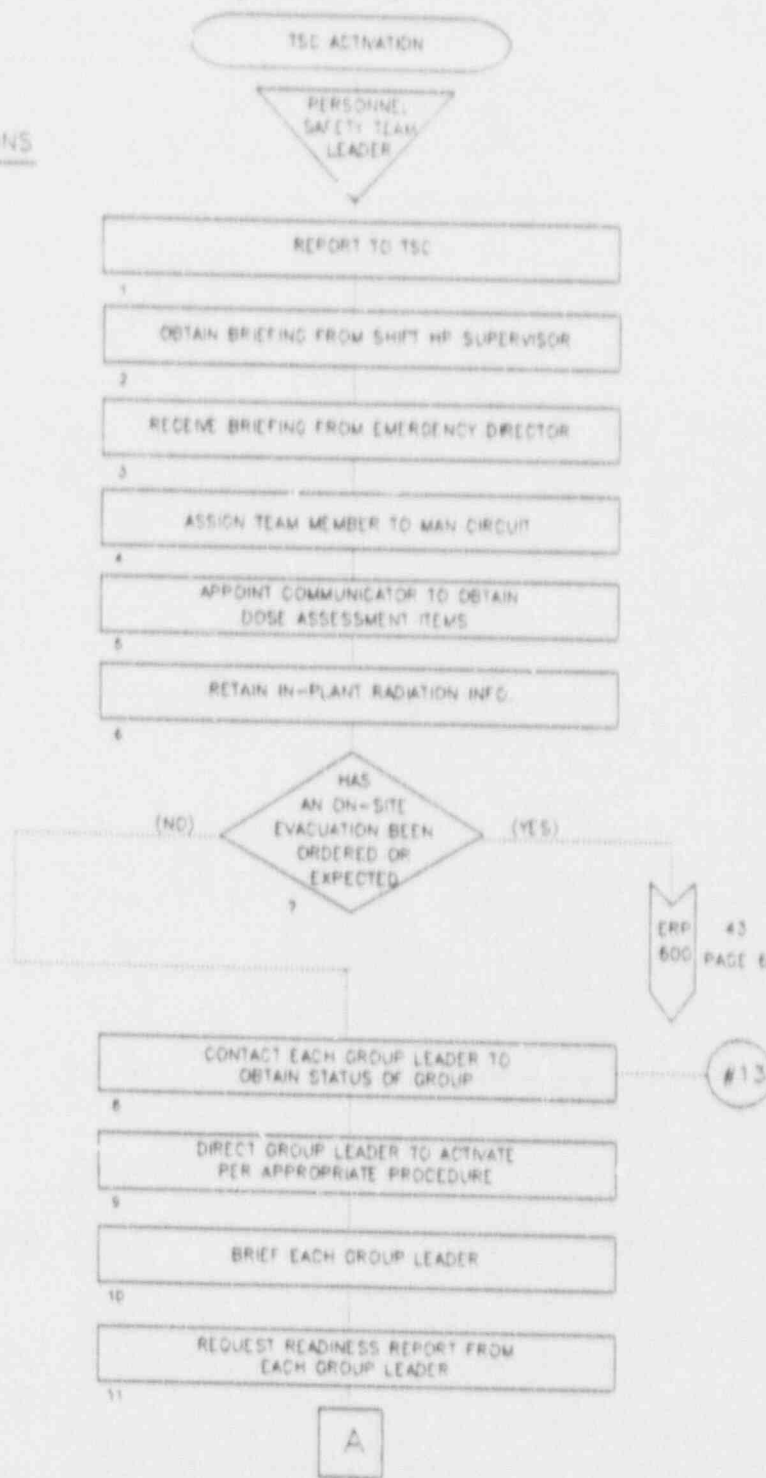 TSC ACTIVATION
PERSONNEL
SAFETY TEAM
LEADER
NS
REPORT TO TSC
1
OBTAIN BRIEFING FROM SHIFT HP SUPERVISOR
2
RECEIVE BRIEFING FROM EMERGENCY DIRECTOR
3
ASSIGN TEAM MEMBER TO MAN CIRCUIT
4
APPOINT COMMUNICATOR TO OBTAIN
DOSE ASSESSMENT ITEMS
5
RETAIN IN-PLANT RADIATION INFO.
6
HAS
AN ON-SITE
EVACUATION BEEN
ORDERED OR
EXPECTED
7
(NO)
(YES)
ERP
600
#3
PAGE 6
CONTACT EACH GROUP LEADER TO
OBTAIN STATUS OF GROUP
8
#13
DIRECT GROUP LEADER TO ACTIVATE
PER APPROPRIATE PROCEDURE
9
BRIEF EACH GROUP LEADER
10
REQUEST READINESS REPORT FROM
EACH GROUP LEADER
11
A